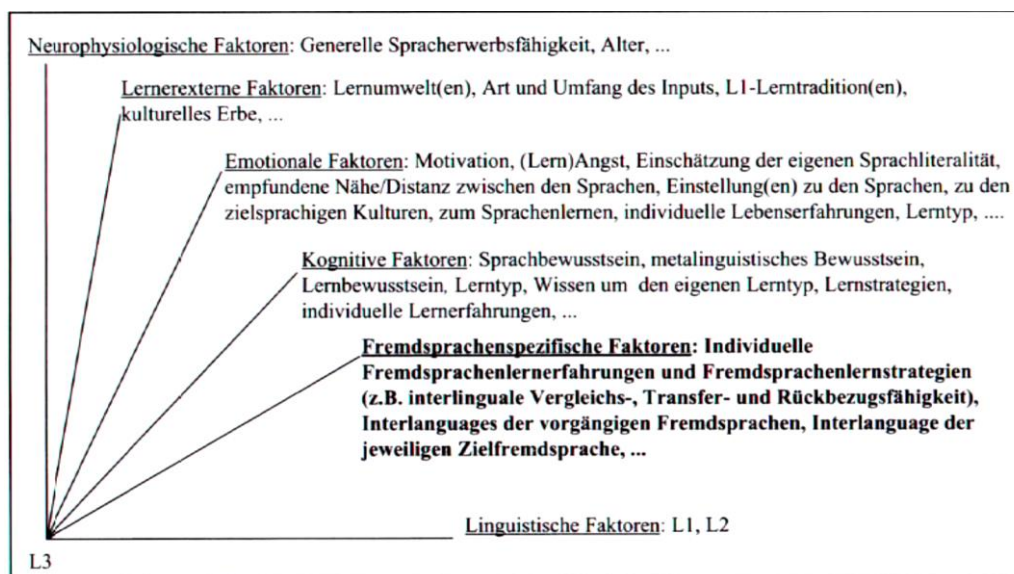 Neurophysiologische Faktoren: Generelle Spracherwerbsfähigkeit, Alter, ...
Lernerexterne Faktoren: Lernumwelt(en), Art und Umfang des Inputs, L1-Lerntradition(en),
kulturelles Erbe, ...
Emotionale Faktoren: Motivation, (Lern)Angst, Einschätzung der eigenen Sprachliteralität,
empfundene Nähe/Distanz zwischen den Sprachen, Einstellung(en) zu den Sprachen, zu den
zielsprachigen Kulturen, zum Sprachenlernen, individuelle Lebenserfahrungen, Lerntyp, ....
Kognitive Faktoren: Sprachbewusstsein, metalinguistisches Bewusstsein,
Lernbewusstsein, Lerntyp, Wissen um den eigenen Lerntyp, Lernstrategien,
individuelle Lernerfahrungen, ...
Fremdsprachenspezifische Faktoren: Individuelle
Fremdsprachenlernerfahrungen und Fremdsprachenlernstrategien
(z.B. interlinguale Vergleichs-, Transfer- und Rückbezugsfähigkeit),
Interlanguages der vorgängigen Fremdsprachen, Interlanguage der
jeweiligen Zielfremdsprache, ...
Linguistische Faktoren: L1, L2
L3